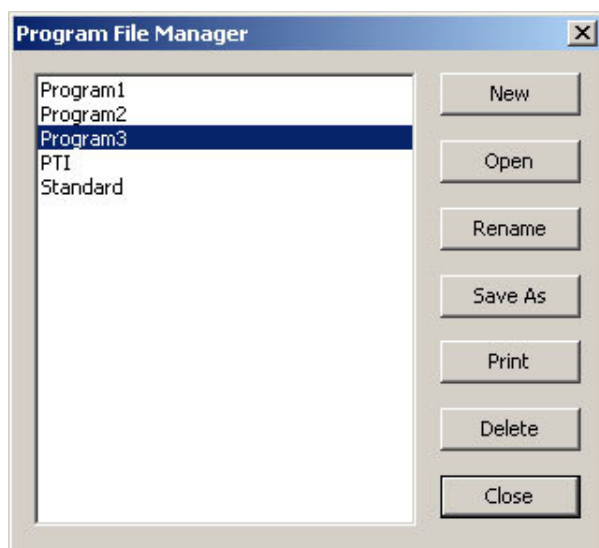 Program File Manager
Program1
Program2
Program3
PTI
Standard
New
Open
Rename
Save As
Print
Delete
Close